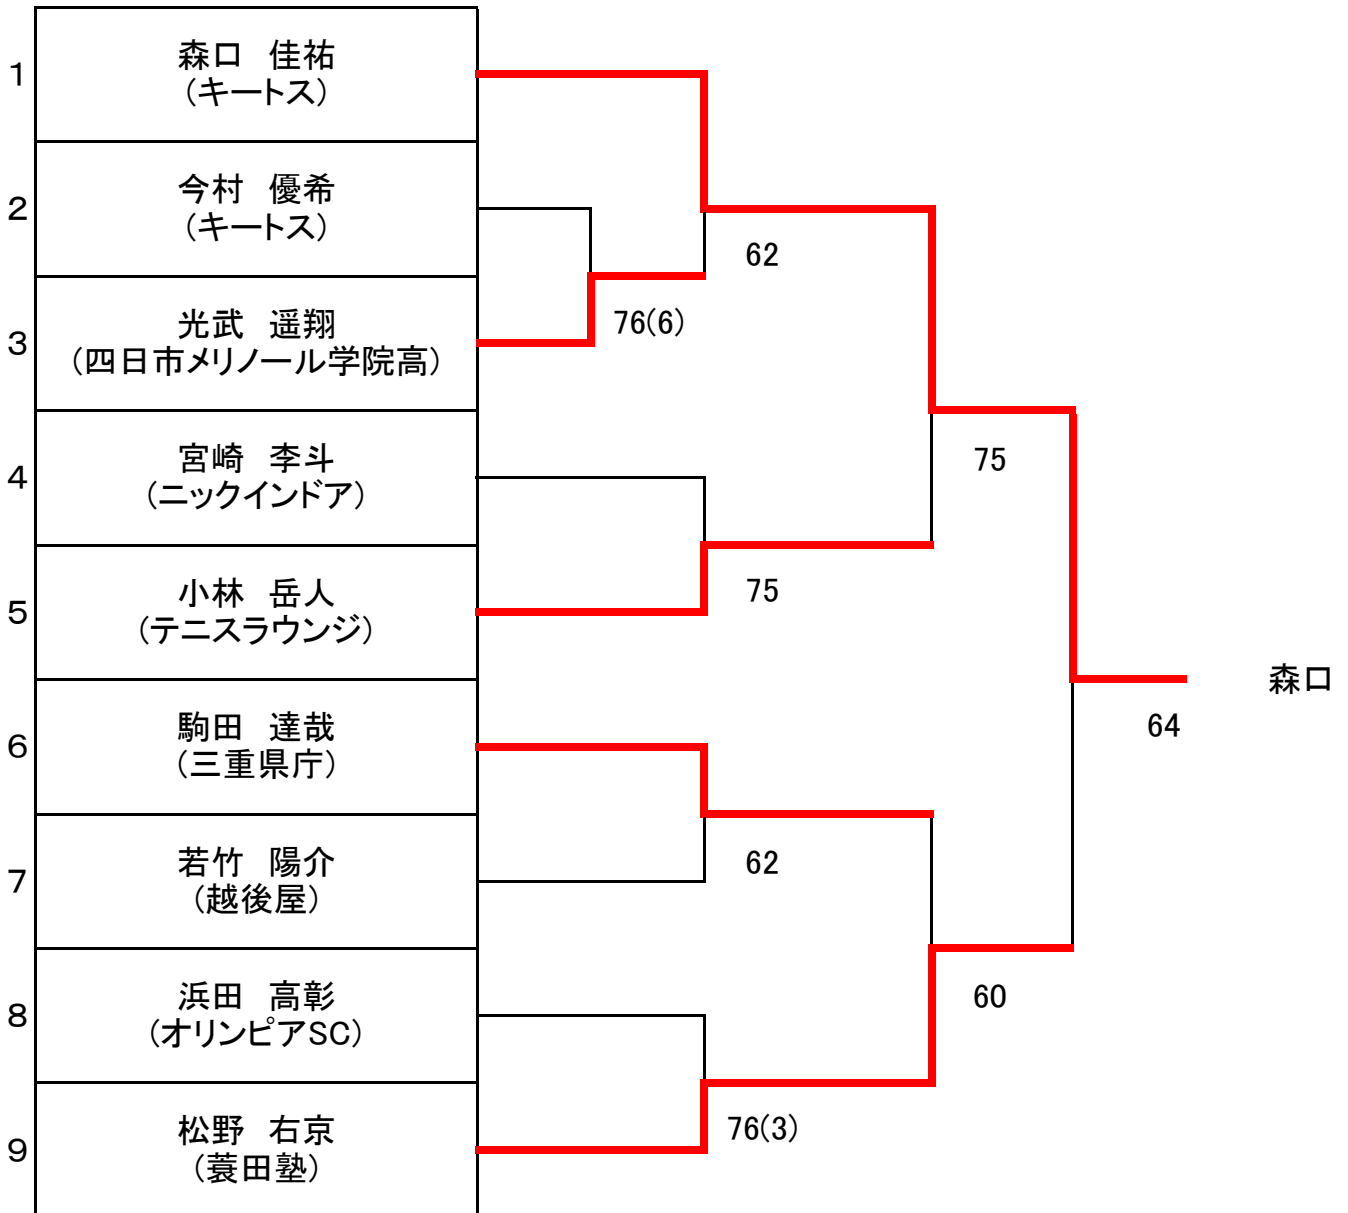 1
森口　佳祐
(キートス)
2
今村　優希
(キートス)
62
3
光武　遥翔
(四日市メリノール学院高)
76(6)
4
宮崎　李斗
(ニックインドア)
75
5
小林　岳人
(テニスラウンジ)
75
森口
64
6
駒田　達哉
(三重県庁)
7
若竹　陽介
(越後屋)
62
8
浜田　高彰
(オリンピアSC)
60
9
松野　右京
(蓑田塾)
76(3)